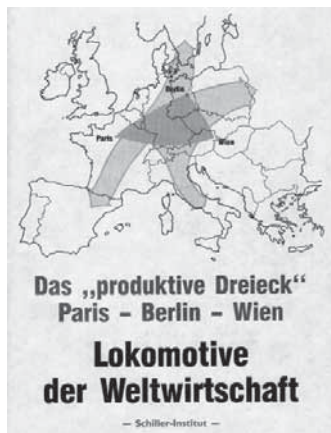 Berlin
Paris
Wien
Das „produktive Dreieck“
Paris – Berlin – Wien
Lokomotive
der Weltwirtschaft
— Schiller-Institut —